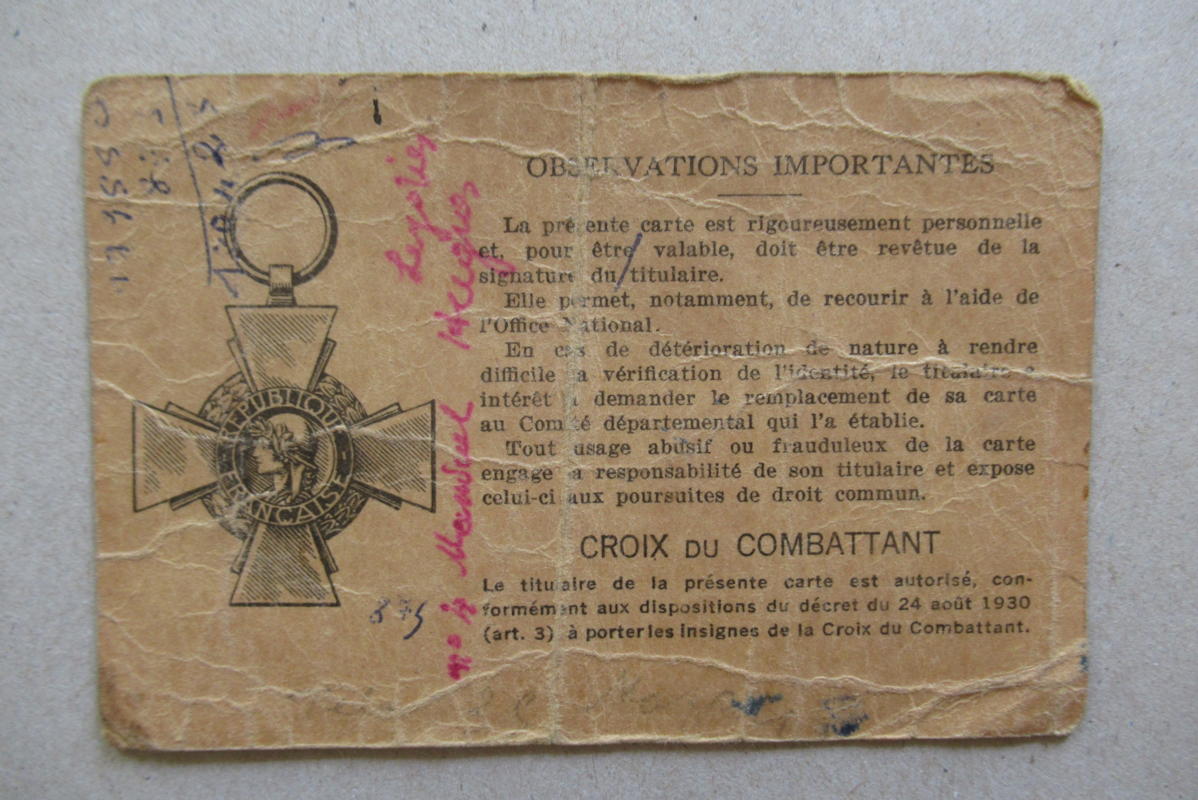 OBSERVATIONS IMPORTANTES
La présente carte est rigoureusement personnelle
et, pour être valable, doit être revêtue de la
signature du titulaire.
Elle permet, notamment, de recourir à l'aide de
l'Office National.
En cas de détérioration de nature à rendre
difficile la vérification de l'identité, le titulaire a
intérêt à demander le remplacement de sa carte
au Comité départemental qui l'a établie.
Tout usage abusif ou frauduleux de la carte
engage la responsabilité de son titulaire et expose
celui-ci aux poursuites de droit commun.
CROIX DU COMBATTANT
Le titulaire de la présente carte est autorisé, con-
formément aux dispositions du décret du 24 août 1930
(art. 3) à porter les insignes de la Croix du Combattant.
RÉPUBLIQUE
FRANÇAISE